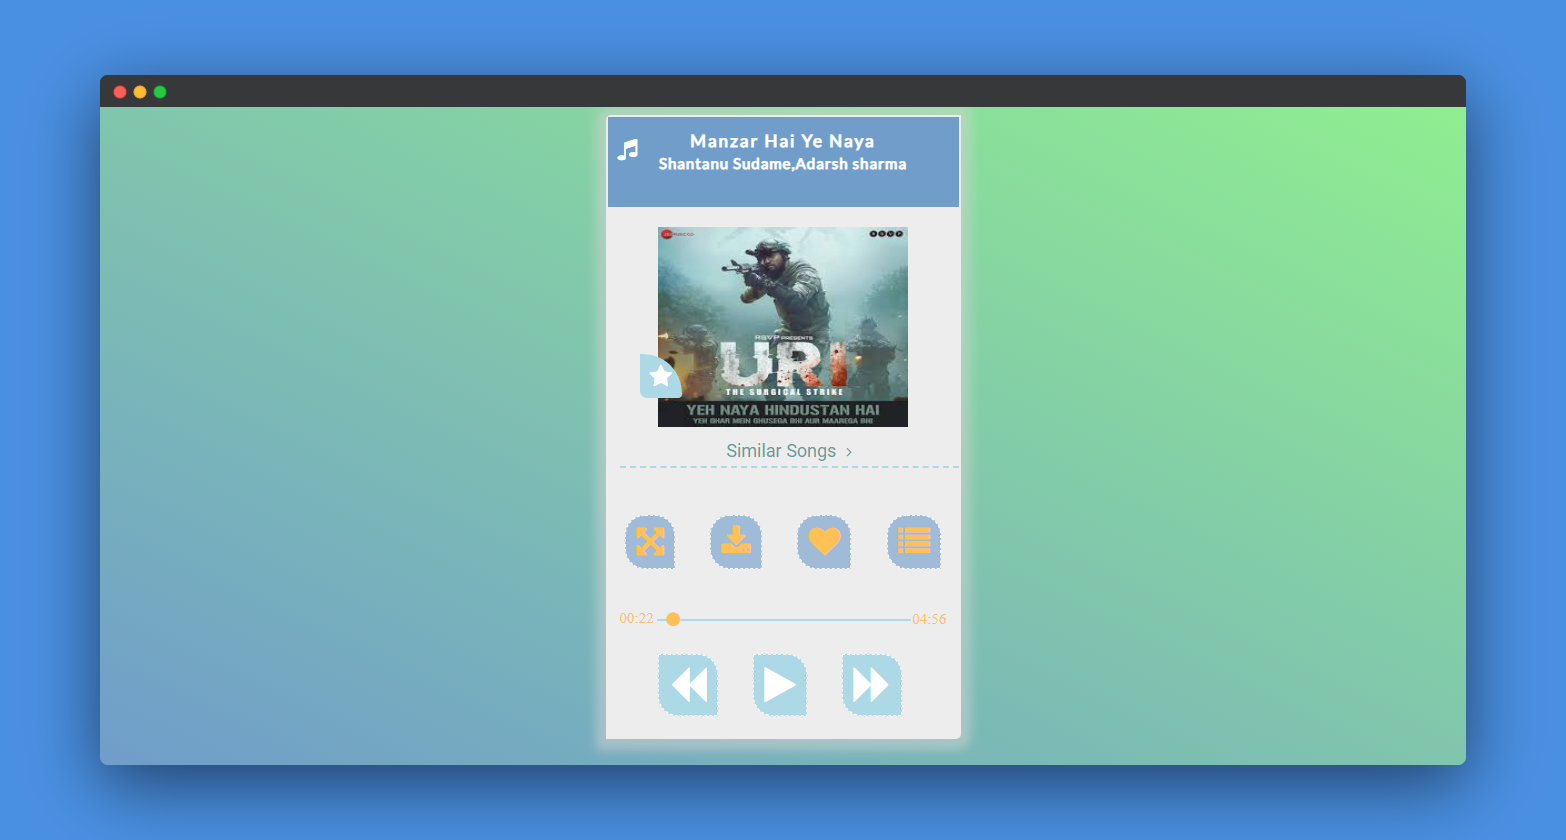 Manzar Hai Ye Naya
Shantanu Sudame,Adarsh sharma
RSVP
RSVP PRESENTS
URI
THE SURGICAL STRIKE
YEH NAYA HINDUSTAN HAI
YEH GHAR MEIN GHUSEGA BHI AUR MAAREGA BHI
Similar Songs
00:22
04:56